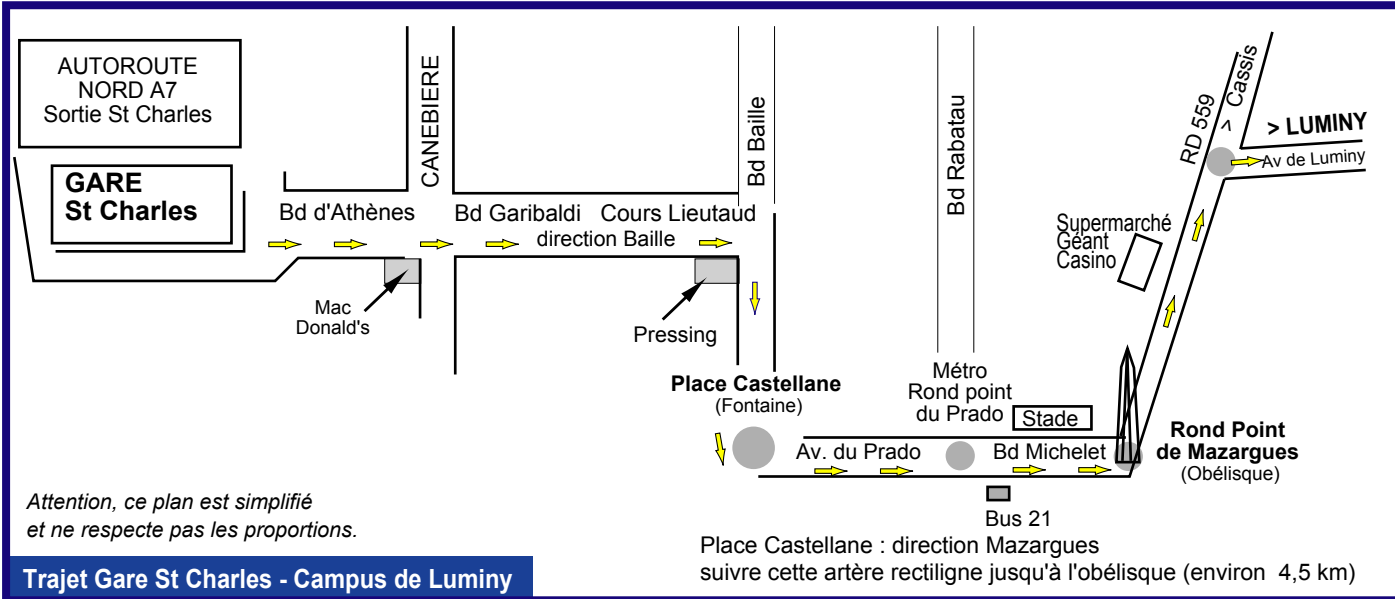 AUTOROUTE
NORD A7
Sortie St Charles
GARE
St Charles
Bd d'Athènes
CANEBIERE
Bd Garibaldi
Cours Lieutaud
direction Baille
Bd Baille
Mac
Donald's
Pressing
Bd Rabatau
RD 559
> Cassis
> LUMINY
Av de Luminy
Supermarché
Géant
Casino
Place Castellane
(Fontaine)
Métro
Rond point
du Prado
Stade
Av. du Prado
Bd Michelet
Rond Point
de Mazargues
(Obélisque)
Bus 21
Attention, ce plan est simplifié
et ne respecte pas les proportions.
Place Castellane : direction Mazargues
suivre cette artère rectiligne jusqu'à l'obélisque (environ 4,5 km)
Trajet Gare St Charles - Campus de Luminy